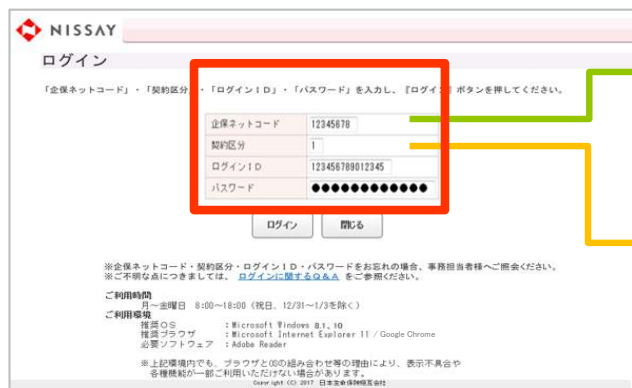 NISSAY
ログイン
「企保ネットコード」・「契約区分」・「ログインID」・「パスワード」を入力し、『ログイン』ボタンを押してください。
企保ネットコード 12345678
契約区分 1
ログインID 123456789012345
パスワード ●●●●●●●●●●●●
ログイン 閉じる
※企保ネットコード・契約区分・ログインID・パスワードをお忘れの場合、事務担当者様へご照会ください。
※ご不明な点につきましては、ログインに関するQ&Aをご参照ください。
ご利用時間
月～金曜日 8:00～18:00（祝日、12/31～1/3を除く）
ご利用環境
推奨OS ：Microsoft Windows 8.1、10
推奨ブラウザ ：Microsoft Internet Explorer 11 / Google Chrome
必要ソフトウェア ：Adobe Reader
※上記環境内でも、ブラウザとOSの組み合わせ等の理由により、表示不具合や
各種機能が一部ご利用いただけない場合があります。
Copyright (C) 2017 日本生命保険相互会社